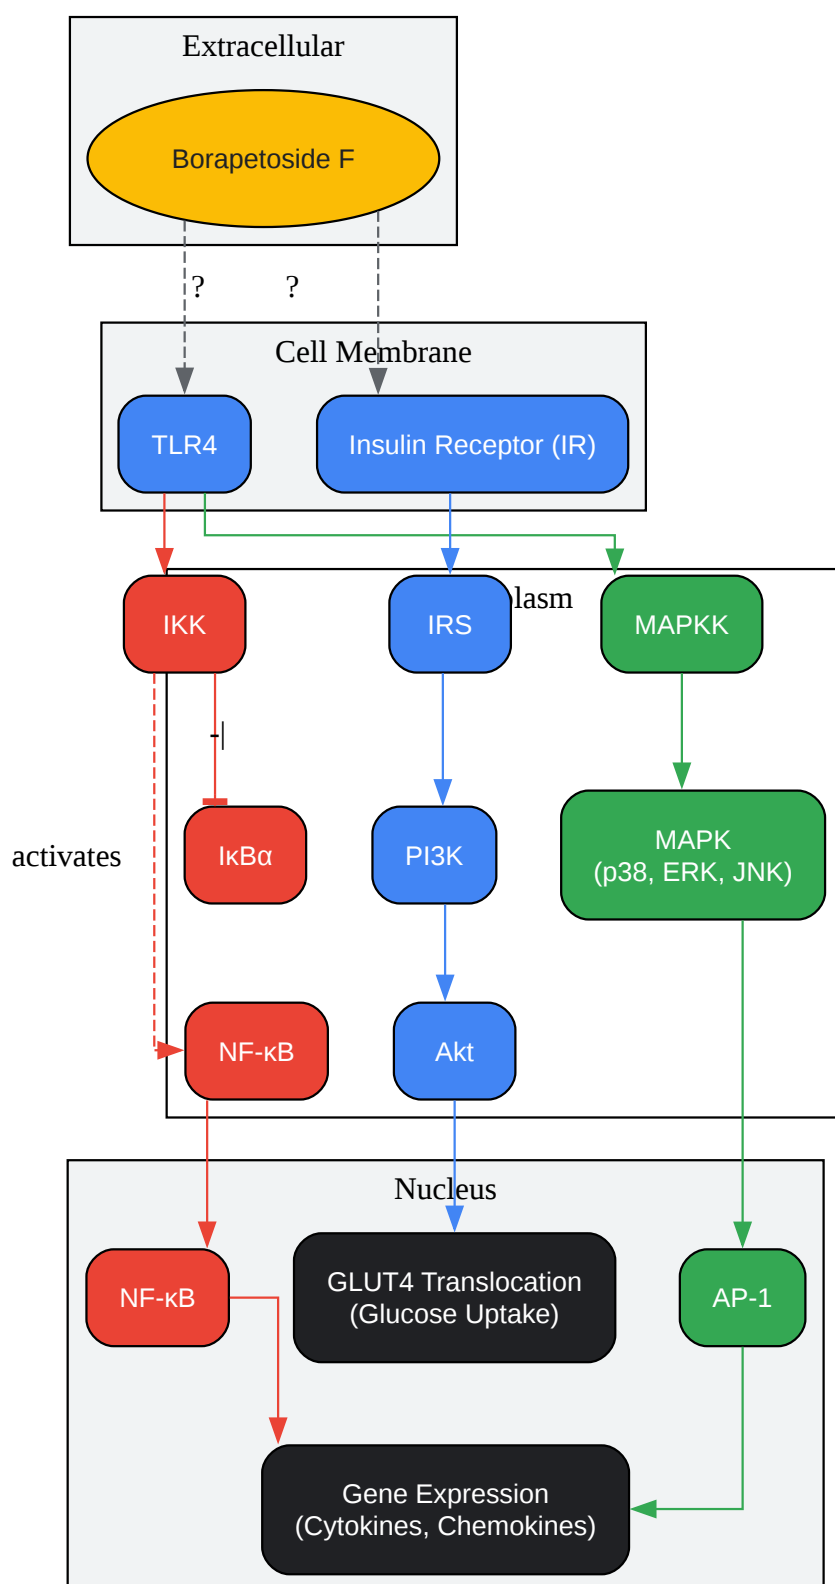 Extracellular
Borapetoside F
?
?
Cell Membrane
TLR4
Insulin Receptor (IR)
IKK
IRS
plasm
MAPKK
-|
activates
IκBα
PI3K
MAPK
(p38, ERK, JNK)
NF-κB
Akt
Nucleus
NF-κB
GLUT4 Translocation
(Glucose Uptake)
AP-1
Gene Expression
(Cytokines, Chemokines)